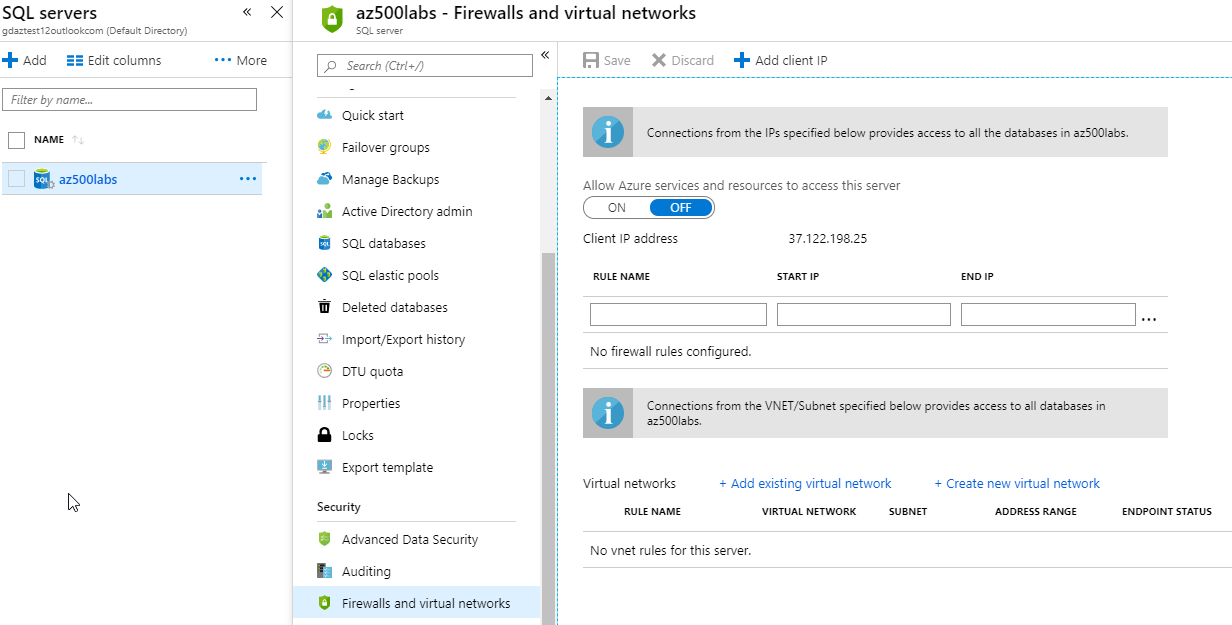 SQL servers
gdaztest12outlookcom (Default Directory)
Add
Edit columns
More
Filter by name...
NAME
az500labs
az500labs - Firewalls and virtual networks
SQL server
Search (Ctrl+/)
Quick start
Failover groups
Manage Backups
Active Directory admin
SQL databases
SQL elastic pools
Deleted databases
Import/Export history
DTU quota
Properties
Locks
Export template
Security
Advanced Data Security
Auditing
Firewalls and virtual networks
Save
Discard
Add client IP
Connections from the IPs specified below provides access to all the databases in az500labs.
Allow Azure services and resources to access this server
ON OFF
Client IP address 37.122.198.25
RULE NAME START IP END IP
No firewall rules configured.
Connections from the VNET/Subnet specified below provides access to all databases in
az500labs.
Virtual networks + Add existing virtual network + Create new virtual network
RULE NAME VIRTUAL NETWORK SUBNET ADDRESS RANGE ENDPOINT STATUS
No vnet rules for this server.